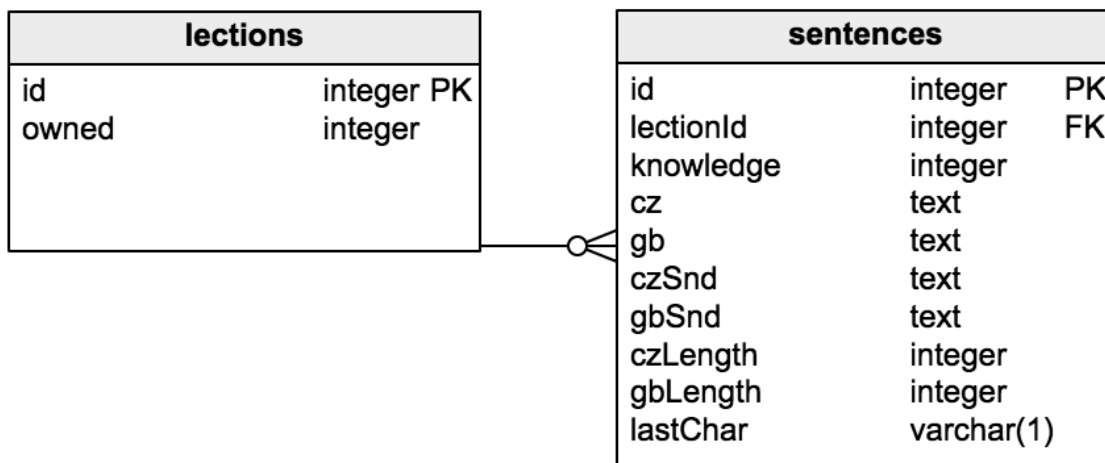 lections
id integer PK
owned integer
sentences
id integer PK
lectionId integer FK
knowledge integer
cz text
gb text
czSnd text
gbSnd text
czLength integer
gbLength integer
lastChar varchar(1)